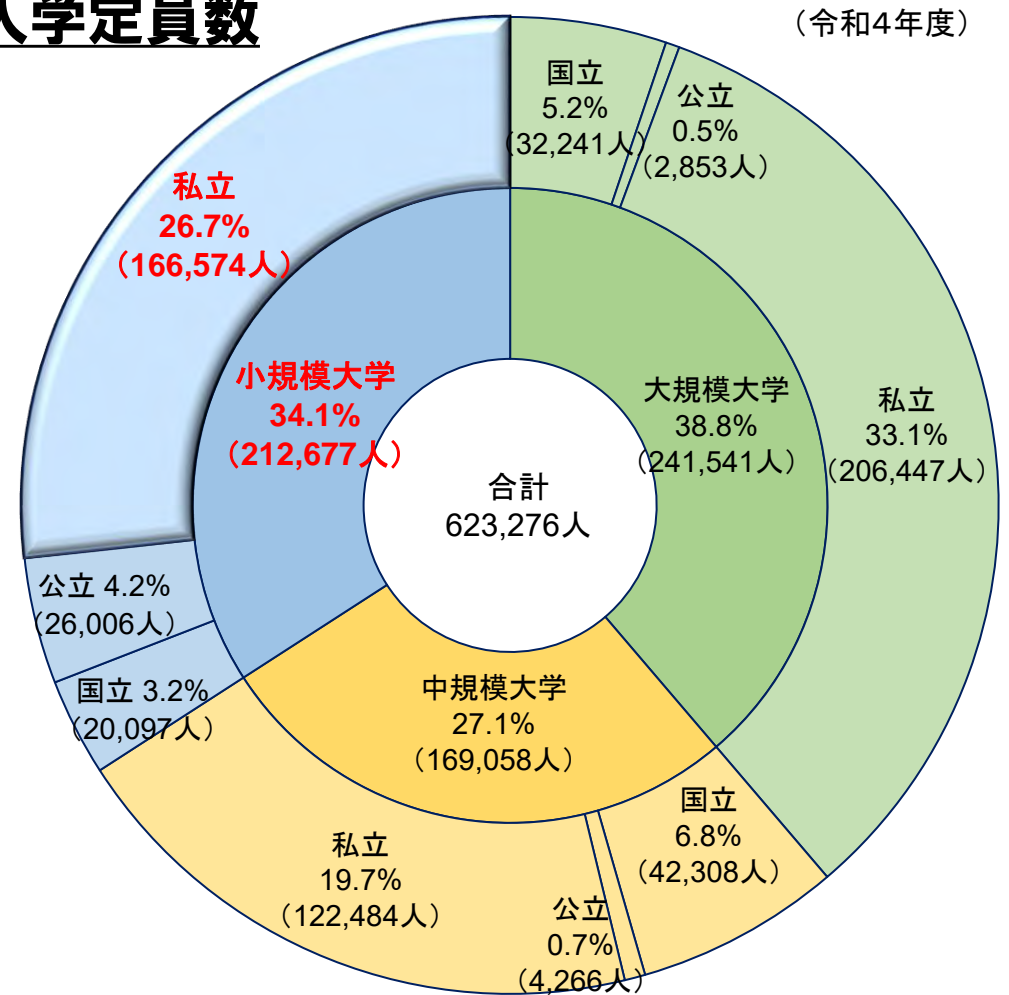 入学定員数
（令和4年度）
国立
5.2%
（32,241人）
公立
0.5%
（2,853人）
私立
33.1%
（206,447人）
大規模大学
38.8%
（241,541人）
私立
26.7%
（166,574人）
小規模大学
34.1%
（212,677人）
合計
623,276人
公立 4.2%
（26,006人）
国立 3.2%
（20,097人）
中規模大学
27.1%
（169,058人）
国立
6.8%
（42,308人）
私立
19.7%
（122,484人）
公立
0.7%
（4,266人）